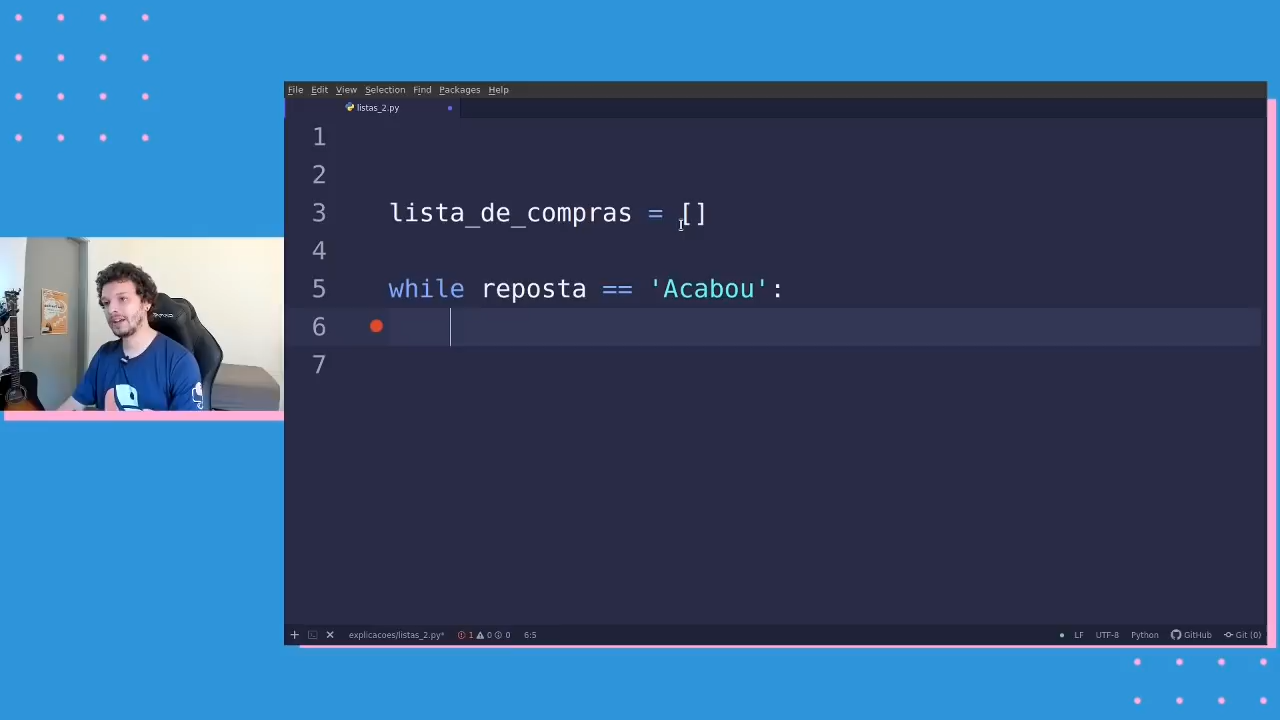 File Edit View Selection Find Packages Help
listas_2.py
1
2
3 lista_de_compras = []
4
5 while reposta == 'Acabou':
6
7
explicacoes/listas_2.py* 1 0 0 6:5 LF UTF-8 Python GitHub Git (0)